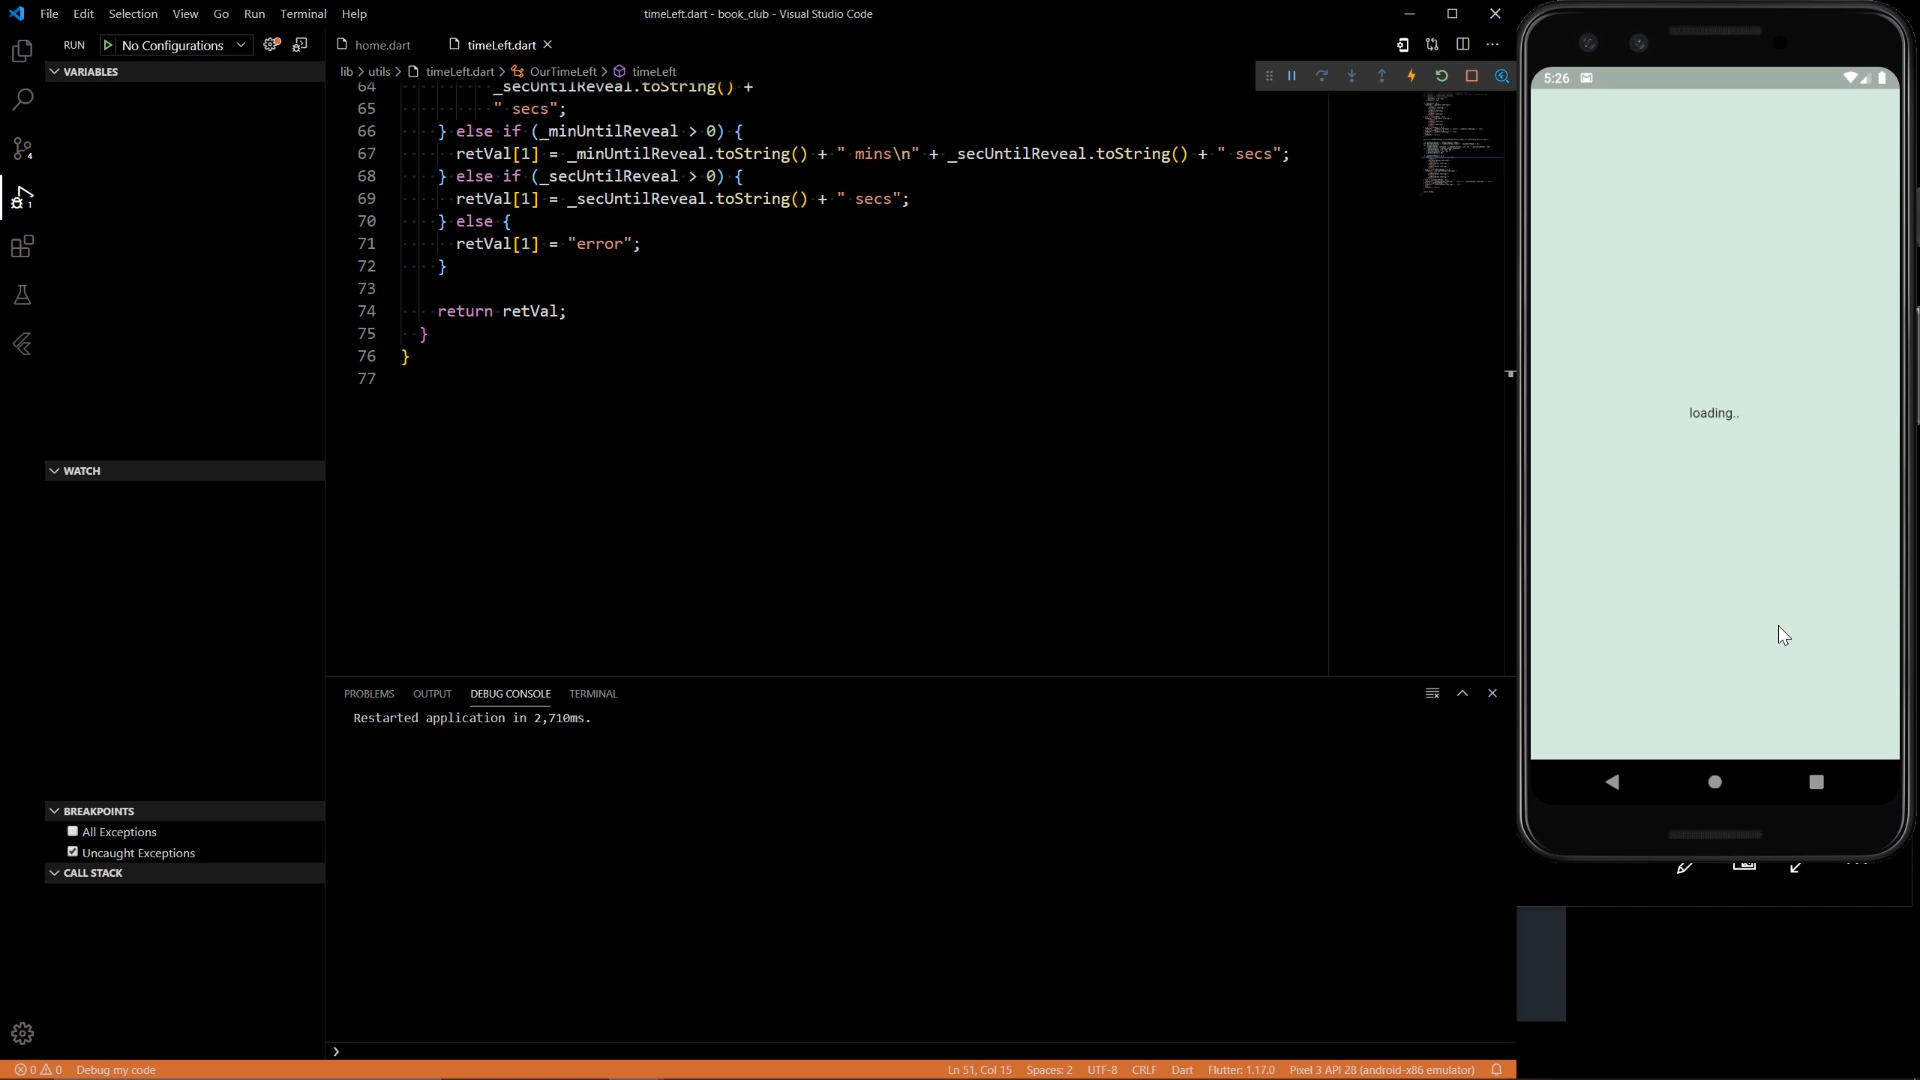 File Edit Selection View Go Run Terminal Help
timeLeft.dart - book_club - Visual Studio Code
RUN No Configurations
home.dart timeLeft.dart
lib > utils > timeLeft.dart > OurTimeLeft > timeLeft
VARIABLES
64 _secUntilReveal.toString() +
65 " secs";
66 } else if (_minUntilReveal > 0) {
67 retVal[1] = _minUntilReveal.toString() + " mins\n" + _secUntilReveal.toString() + " secs";
68 } else if (_secUntilReveal > 0) {
69 retVal[1] = _secUntilReveal.toString() + " secs";
70 } else {
71 retVal[1] = "error";
72 }
73
74 return retVal;
75 }
76 }
77
WATCH
BREAKPOINTS
All Exceptions
Uncaught Exceptions
CALL STACK
PROBLEMS OUTPUT DEBUG CONSOLE TERMINAL
Restarted application in 2,710ms.
5:26
loading..
0 0 Debug my code
Ln 51, Col 15 Spaces: 2 UTF-8 CRLF Dart Flutter: 1.17.0 Pixel 3 API 28 (android-x86 emulator)